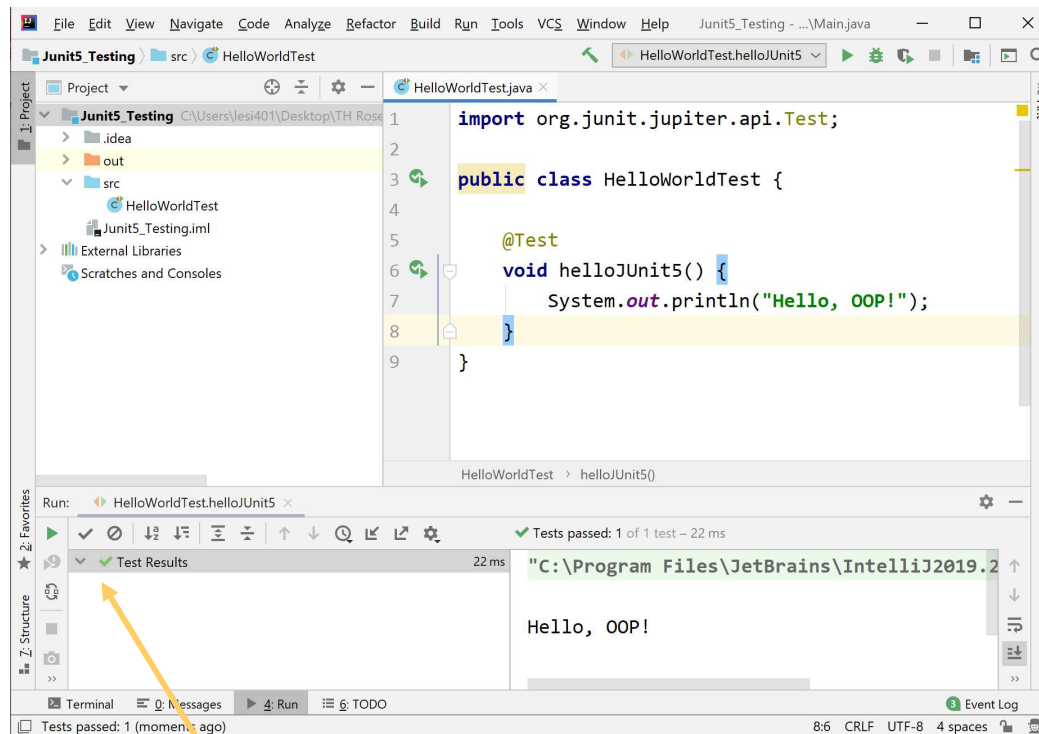 File Edit View Navigate Code Analyze Refactor Build Run Tools VCS Window Help Junit5_Testing - ...\Main.java
Junit5_Testing src HelloWorldTest HelloWorldTest.helloJUnit5
1: Project
Project
HelloWorldTest.java
Junit5_Testing C:\Users\lesi401\Desktop\TH Rose
.idea
out
src
HelloWorldTest
Junit5_Testing.iml
External Libraries
Scratches and Consoles
1 import org.junit.jupiter.api.Test;
2
3 public class HelloWorldTest {
4
5 @Test
6 void helloJUnit5() {
7 System.out.println("Hello, OOP!");
8 }
9 }
HelloWorldTest › helloJUnit5()
2: Favorites
Z: Structure
Run: HelloWorldTest.helloJUnit5
Tests passed: 1 of 1 test – 22 ms
Test Results 22 ms
"C:\Program Files\JetBrains\IntelliJ2019.2
Hello, OOP!
Terminal 0: Messages 4: Run 6: TODO 3 Event Log
Tests passed: 1 (moments ago) 8:6 CRLF UTF-8 4 spaces